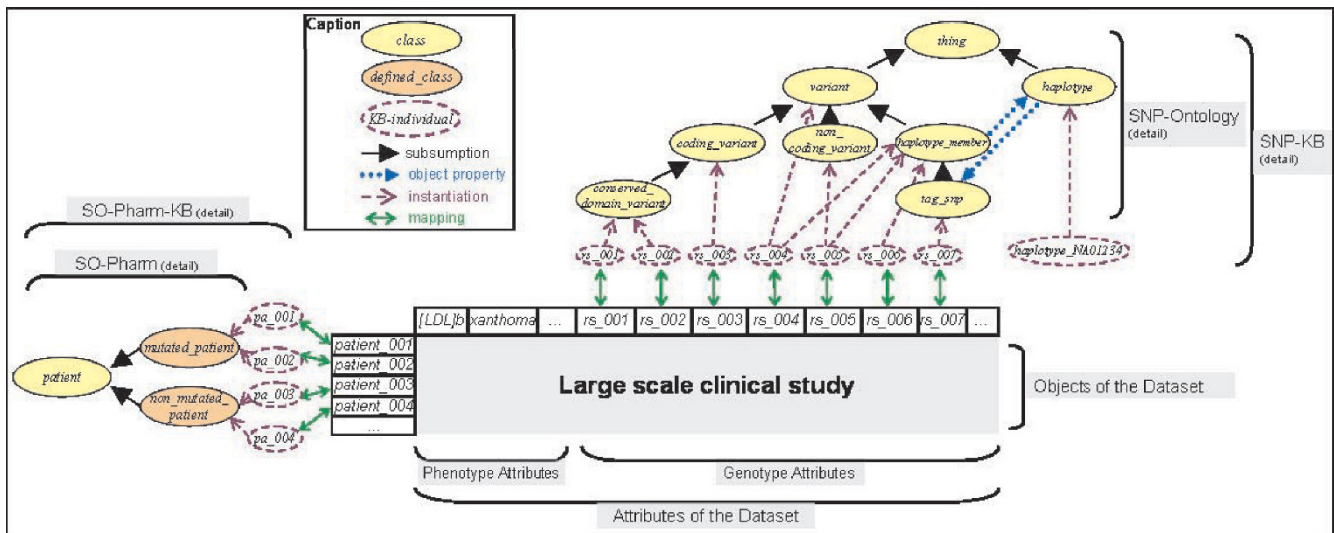 Caption
class
defined_class
KB-individual
subsumption
object property
instantiation
mapping
thing
variant
haplotype
coding_variant
non_
coding_variant
haplotype_member
conserved_
domain_variant
tag_snp
rs_001
rs_002
rs_003
rs_004
rs_005
rs_006
rs_007
haplotype_NA01234
SNP-Ontology
(detail)
SNP-KB
(detail)
SO-Pharm-KB (detail)
SO-Pharm (detail)
pa_001
pa_002
pa_003
pa_004
mutated_patient
non_mutated_
patient
patient
[LDL]b xanthoma ... rs_001 rs_002 rs_003 rs_004 rs_005 rs_006 rs_007 ...
patient_001
patient_002
patient_003
patient_004
...
Large scale clinical study
Objects of the Dataset
Phenotype Attributes
Genotype Attributes
Attributes of the Dataset